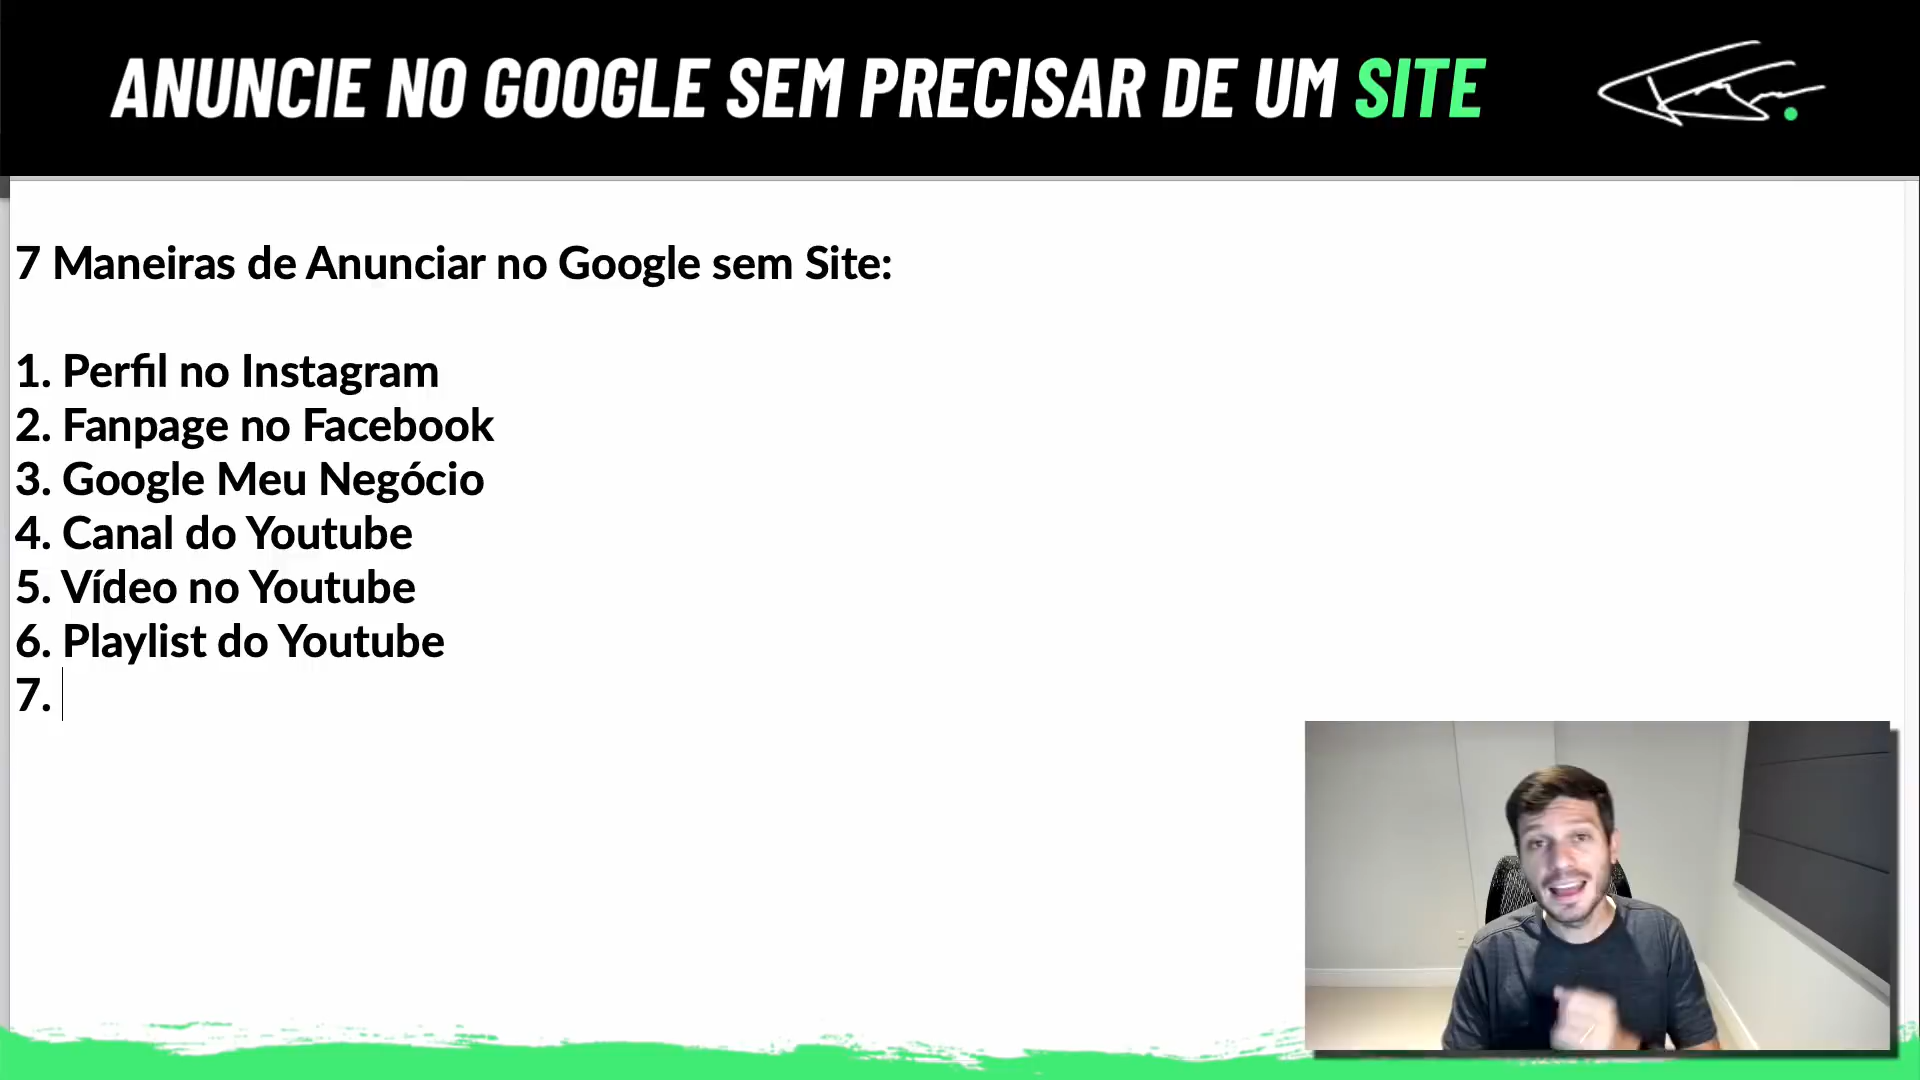 ANUNCIE NO GOOGLE SEM PRECISAR DE UM SITE
7 Maneiras de Anunciar no Google sem Site:
1. Perfil no Instagram
2. Fanpage no Facebook
3. Google Meu Negócio
4. Canal do Youtube
5. Vídeo no Youtube
6. Playlist do Youtube
7.